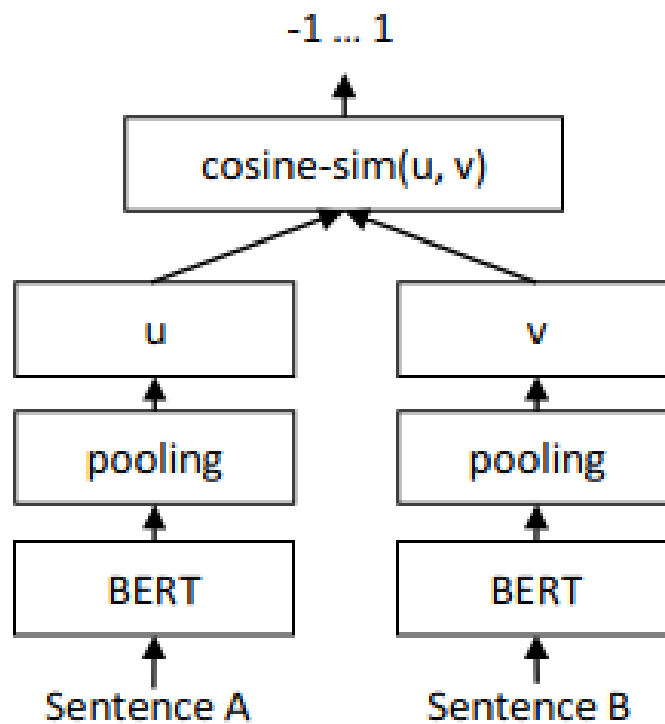 -1 … 1
cosine-sim(u, v)
u
v
pooling
pooling
BERT
BERT
Sentence A
Sentence B